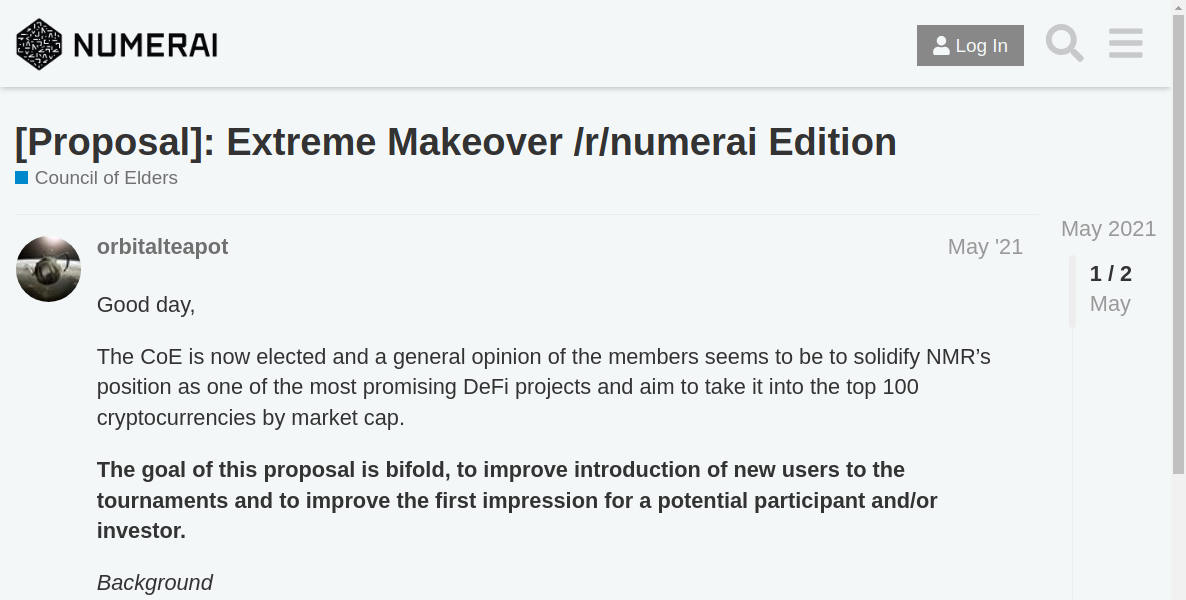 NUMERAI
Log In
[Proposal]: Extreme Makeover /r/numerai Edition
Council of Elders
orbitalteapot
May '21
Good day,
The CoE is now elected and a general opinion of the members seems to be to solidify NMR’s
position as one of the most promising DeFi projects and aim to take it into the top 100
cryptocurrencies by market cap.
The goal of this proposal is bifold, to improve introduction of new users to the
tournaments and to improve the first impression for a potential participant and/or
investor.
Background
May 2021
1 / 2
May